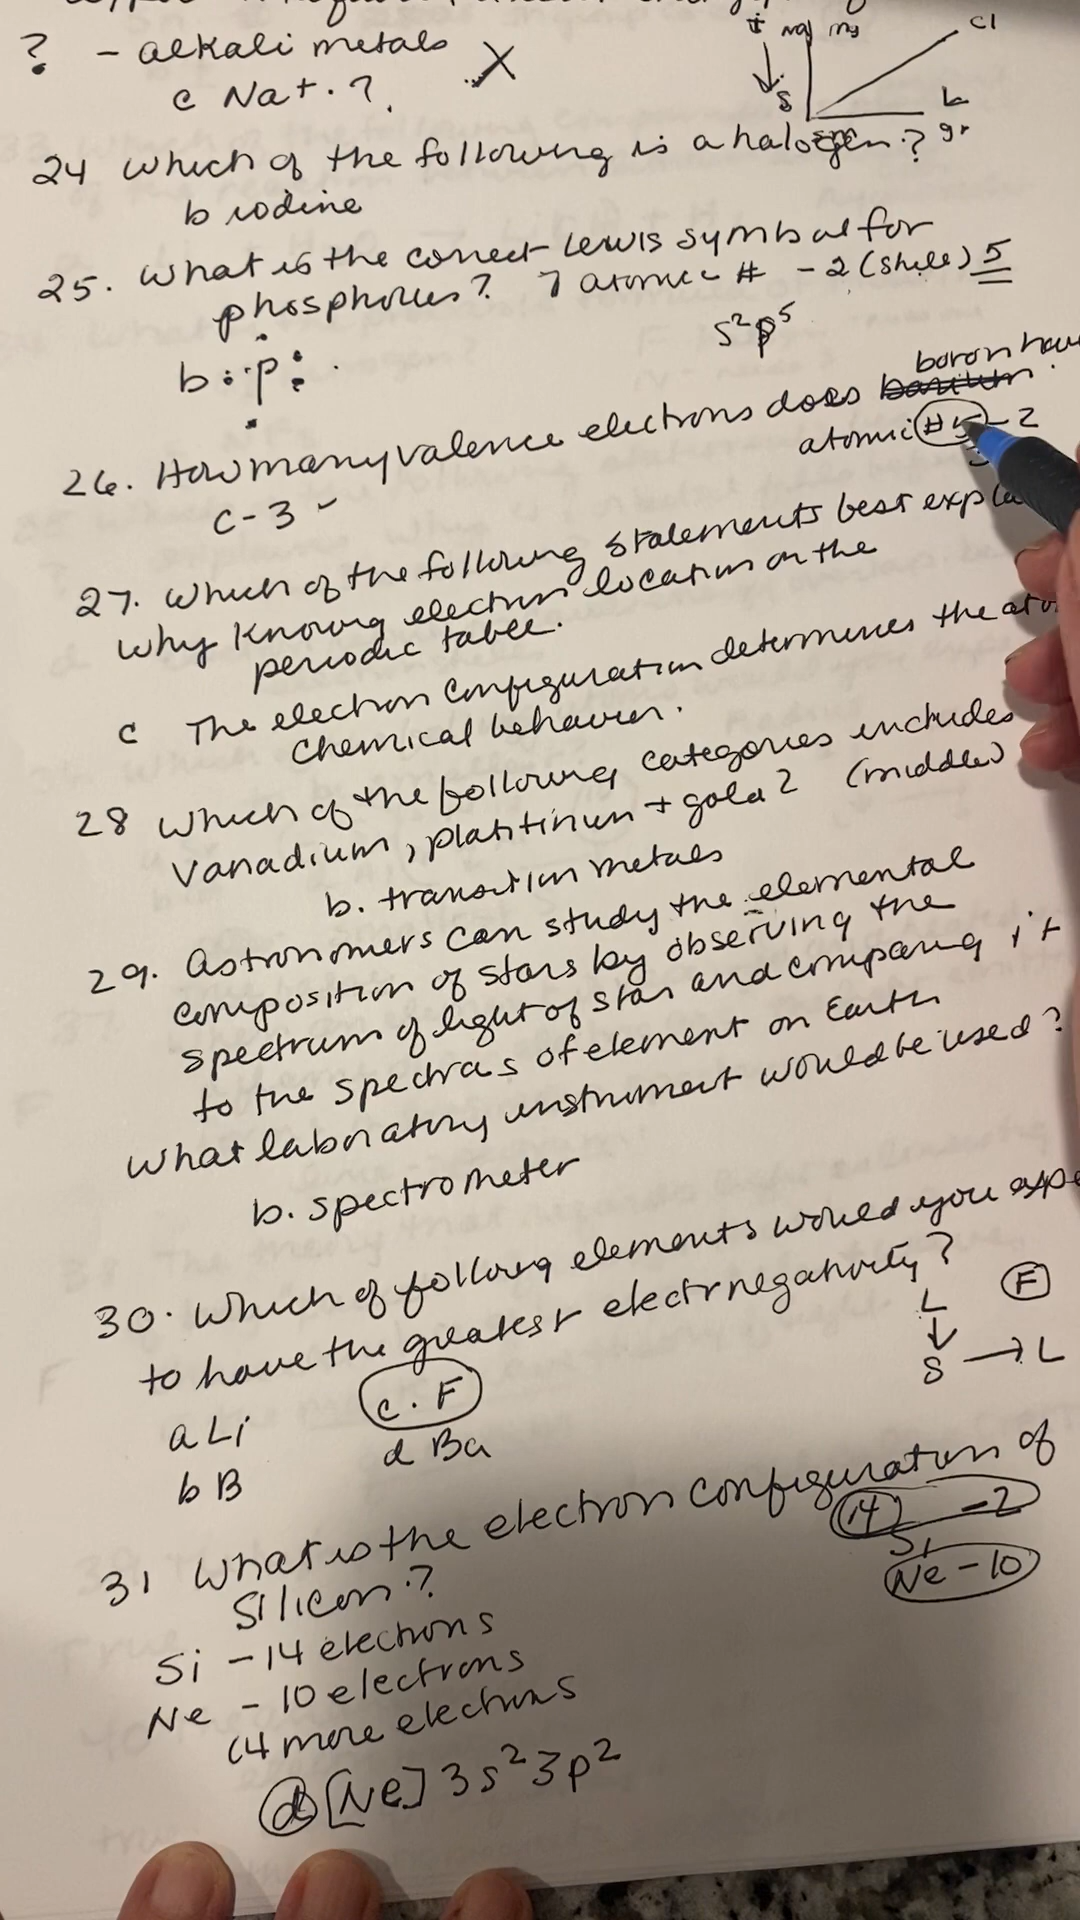 ? - alkali metals
c Na+. ?
X
Mg
Cl
S
L
24 Which of the following is a halogen.?
b iodine
25. What is the correct Lewis symbol for
phosphorus? 7 atomic # - 2 (shell) 5
s²p⁵
b : P :
boron have
26. How many valence electrons does
atomic #5 - 2
C - 3
27. Which of the following statements best
Why Knowing electron location on the
periodic table.
c The electron configuration determines the
chemical behavior.
28 Which of the following categories includes
Vanadium, platitinum + gold? (middle)
b. transition metals
29. Astronomers can study the elemental
composition of stars by observing the
spectrum of light of star and comparing it
to the spectras of element on Earth
What laboratory instrument would be used?
b. spectrometer
30. Which of following elements would you
to have the greatest electrnegativity?
L F
S → L
a Li c. F
b B d Ba
31 What is the electron configuration of
Silicon.?
14 - 2
Si
Ne - 10
Si - 14 electrons
Ne - 10 electrons
(4 more electrons
d [Ne] 3s²3p²